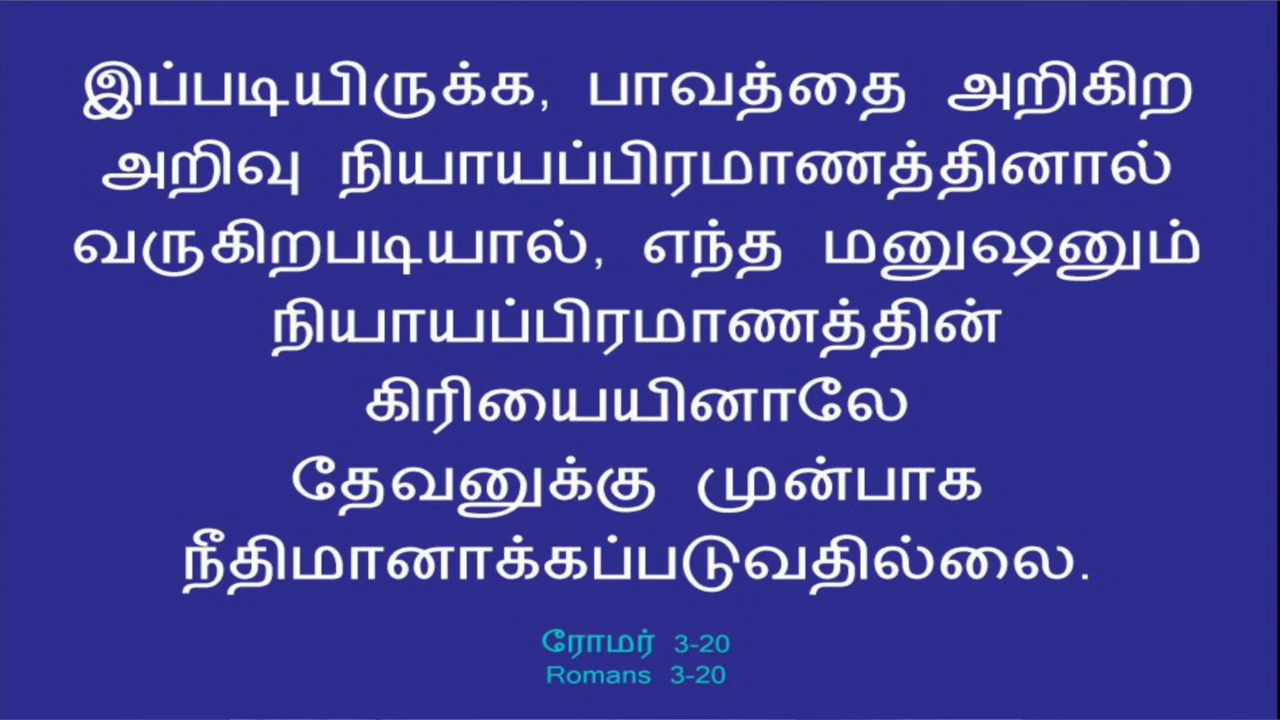 இப்படியிருக்க, பாவத்தை அறிகிற
அறிவு நியாயப்பிரமாணத்தினால்
வருகிறபடியால், எந்த மனுஷனும்
நியாயப்பிரமாணத்தின்
கிரியையினாலே
தேவனுக்கு முன்பாக
நீதிமானாக்கப்படுவதில்லை.
ரோமர் 3-20
Romans 3-20